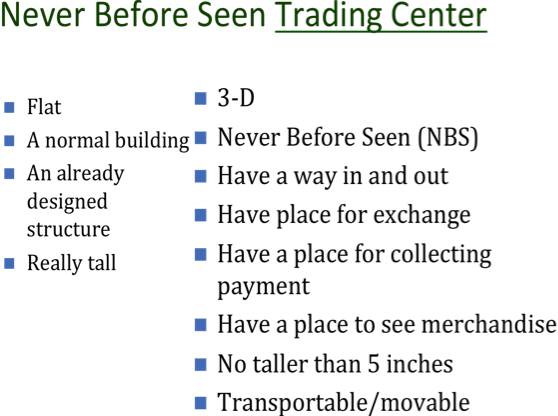 Never Before Seen Trading Center
Flat
A normal building
An already
designed
structure
Really tall
3-D
Never Before Seen (NBS)
Have a way in and out
Have place for exchange
Have a place for collecting
payment
Have a place to see merchandise
No taller than 5 inches
Transportable/movable